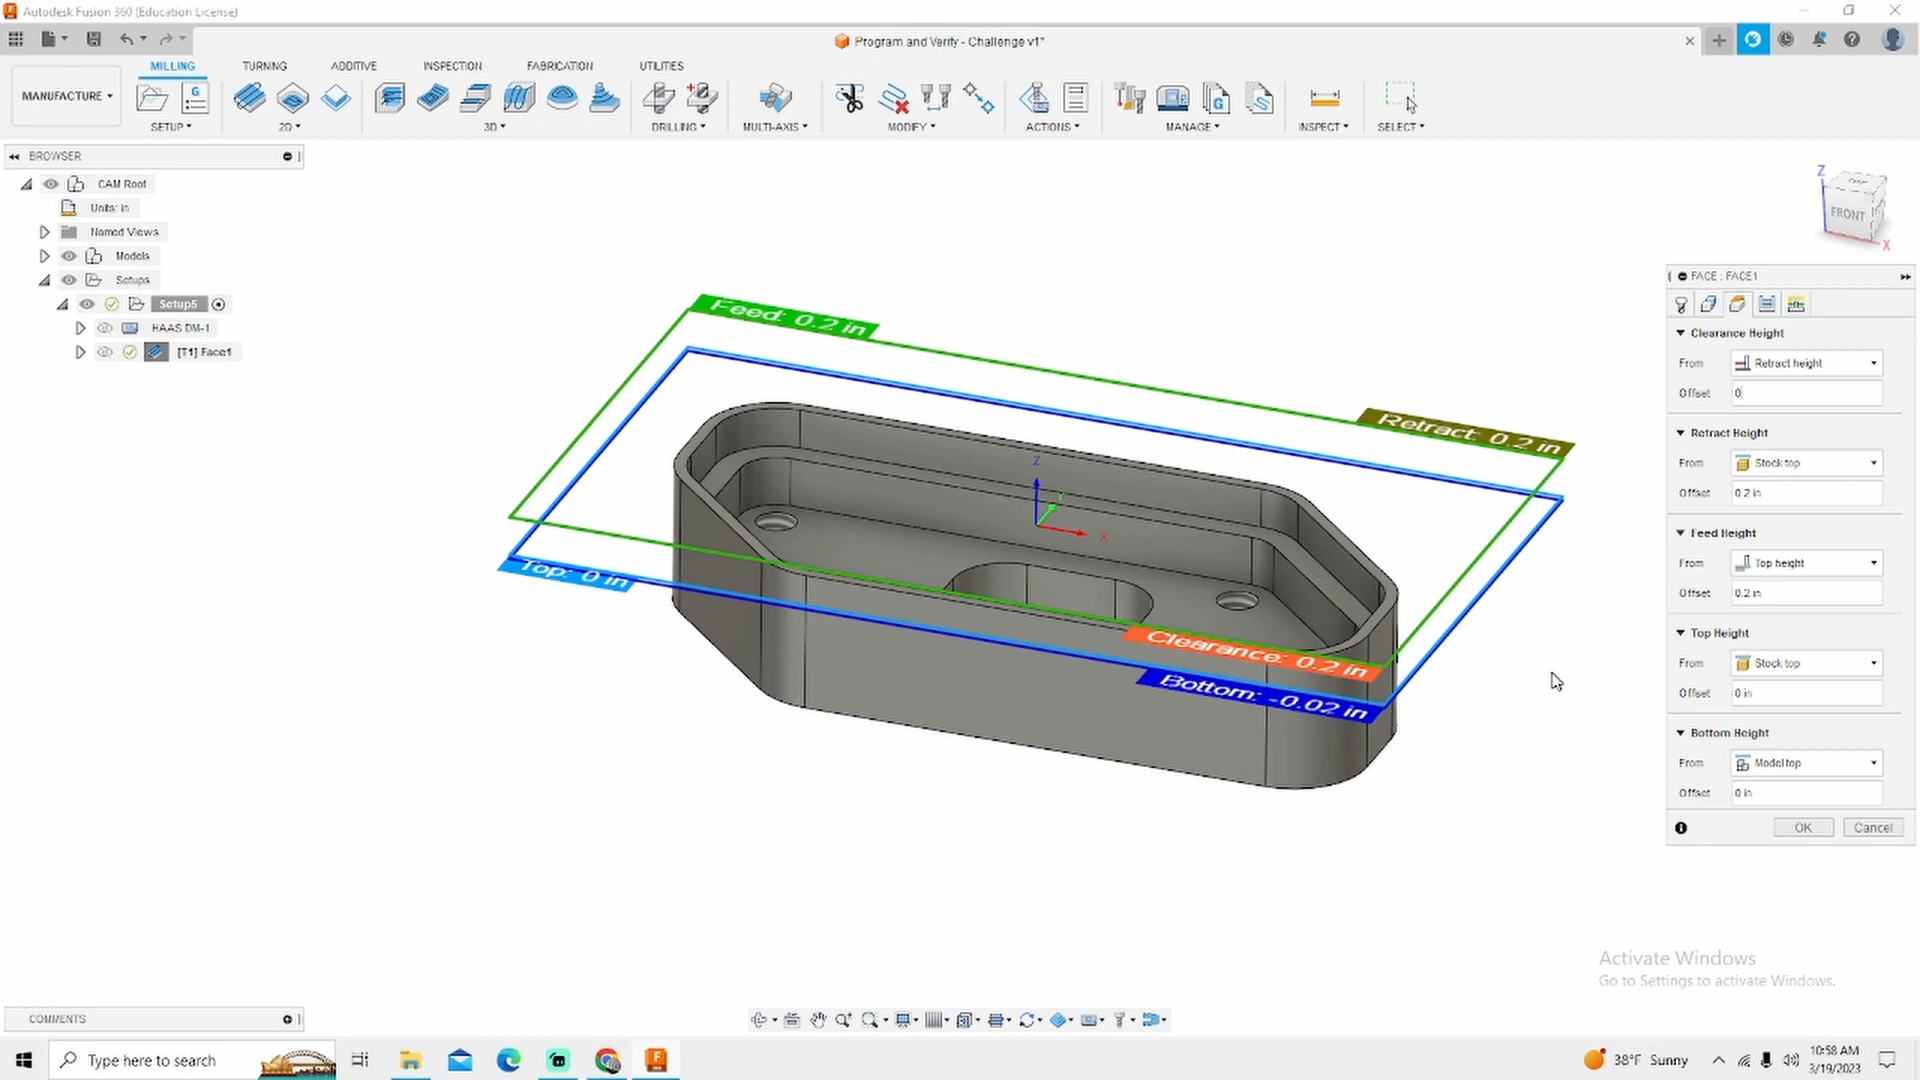 Autodesk Fusion 360 (Education License)
Program and Verify - Challenge v1*
MANUFACTURE
MILLING
TURNING
ADDITIVE
INSPECTION
FABRICATION
UTILITIES
SETUP
2D
3D
DRILLING
MULTI-AXIS
MODIFY
ACTIONS
MANAGE
INSPECT
SELECT
BROWSER
CAM Root
Units: in
Named Views
Models
Setups
Setup5
HAAS DM-1
[T1] Face1
Feed: 0.2 in
Retract: 0.2 in
Top: 0 in
Clearance: 0.2 in
Bottom: -0.02 in
Z
Y
X
Z
TOP
FRONT
X
FACE : FACE1
Clearance Height
From Retract height
Offset 0
Retract Height
From Stock top
Offset 0.2 in
Feed Height
From Top height
Offset 0.2 in
Top Height
From Stock top
Offset 0 in
Bottom Height
From Model top
Offset 0 in
OK Cancel
Activate Windows
Go to Settings to activate Windows.
COMMENTS
Type here to search
38°F Sunny
10:58 AM
3/19/2023